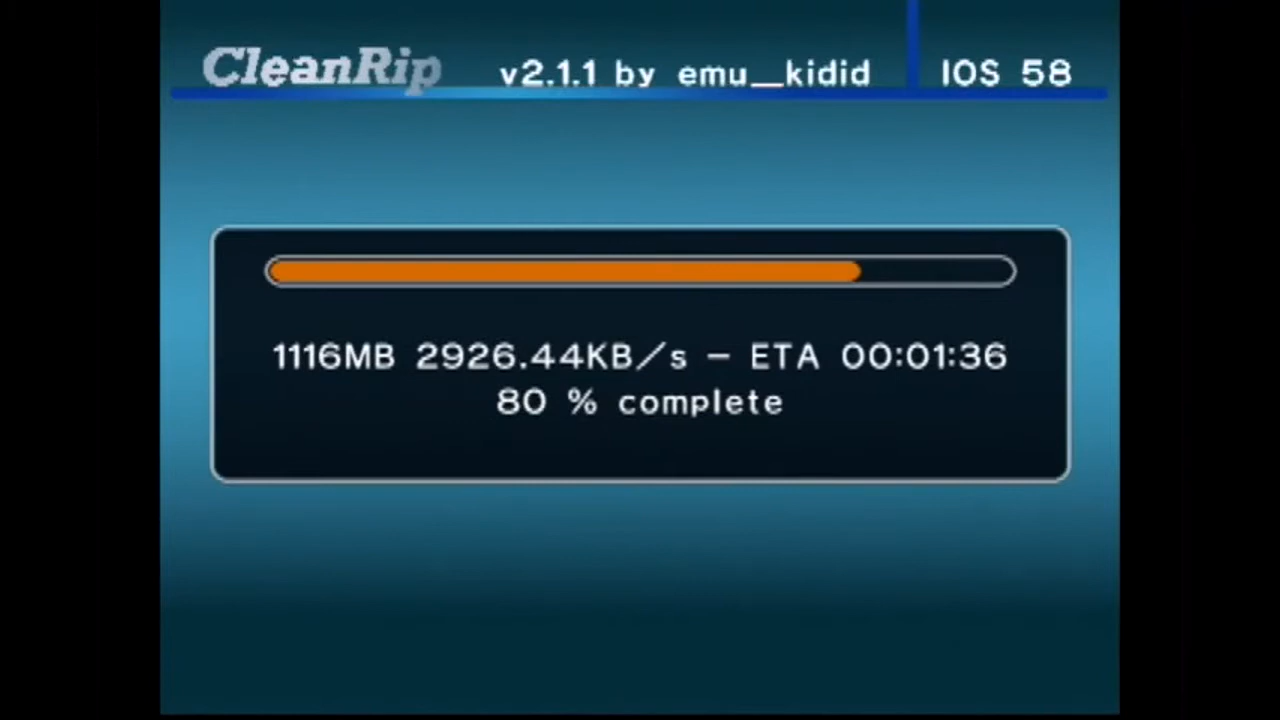 CleanRip v2.1.1 by emu_kidid IOS 58
1116MB 2926.44KB/s - ETA 00:01:36
80 % complete